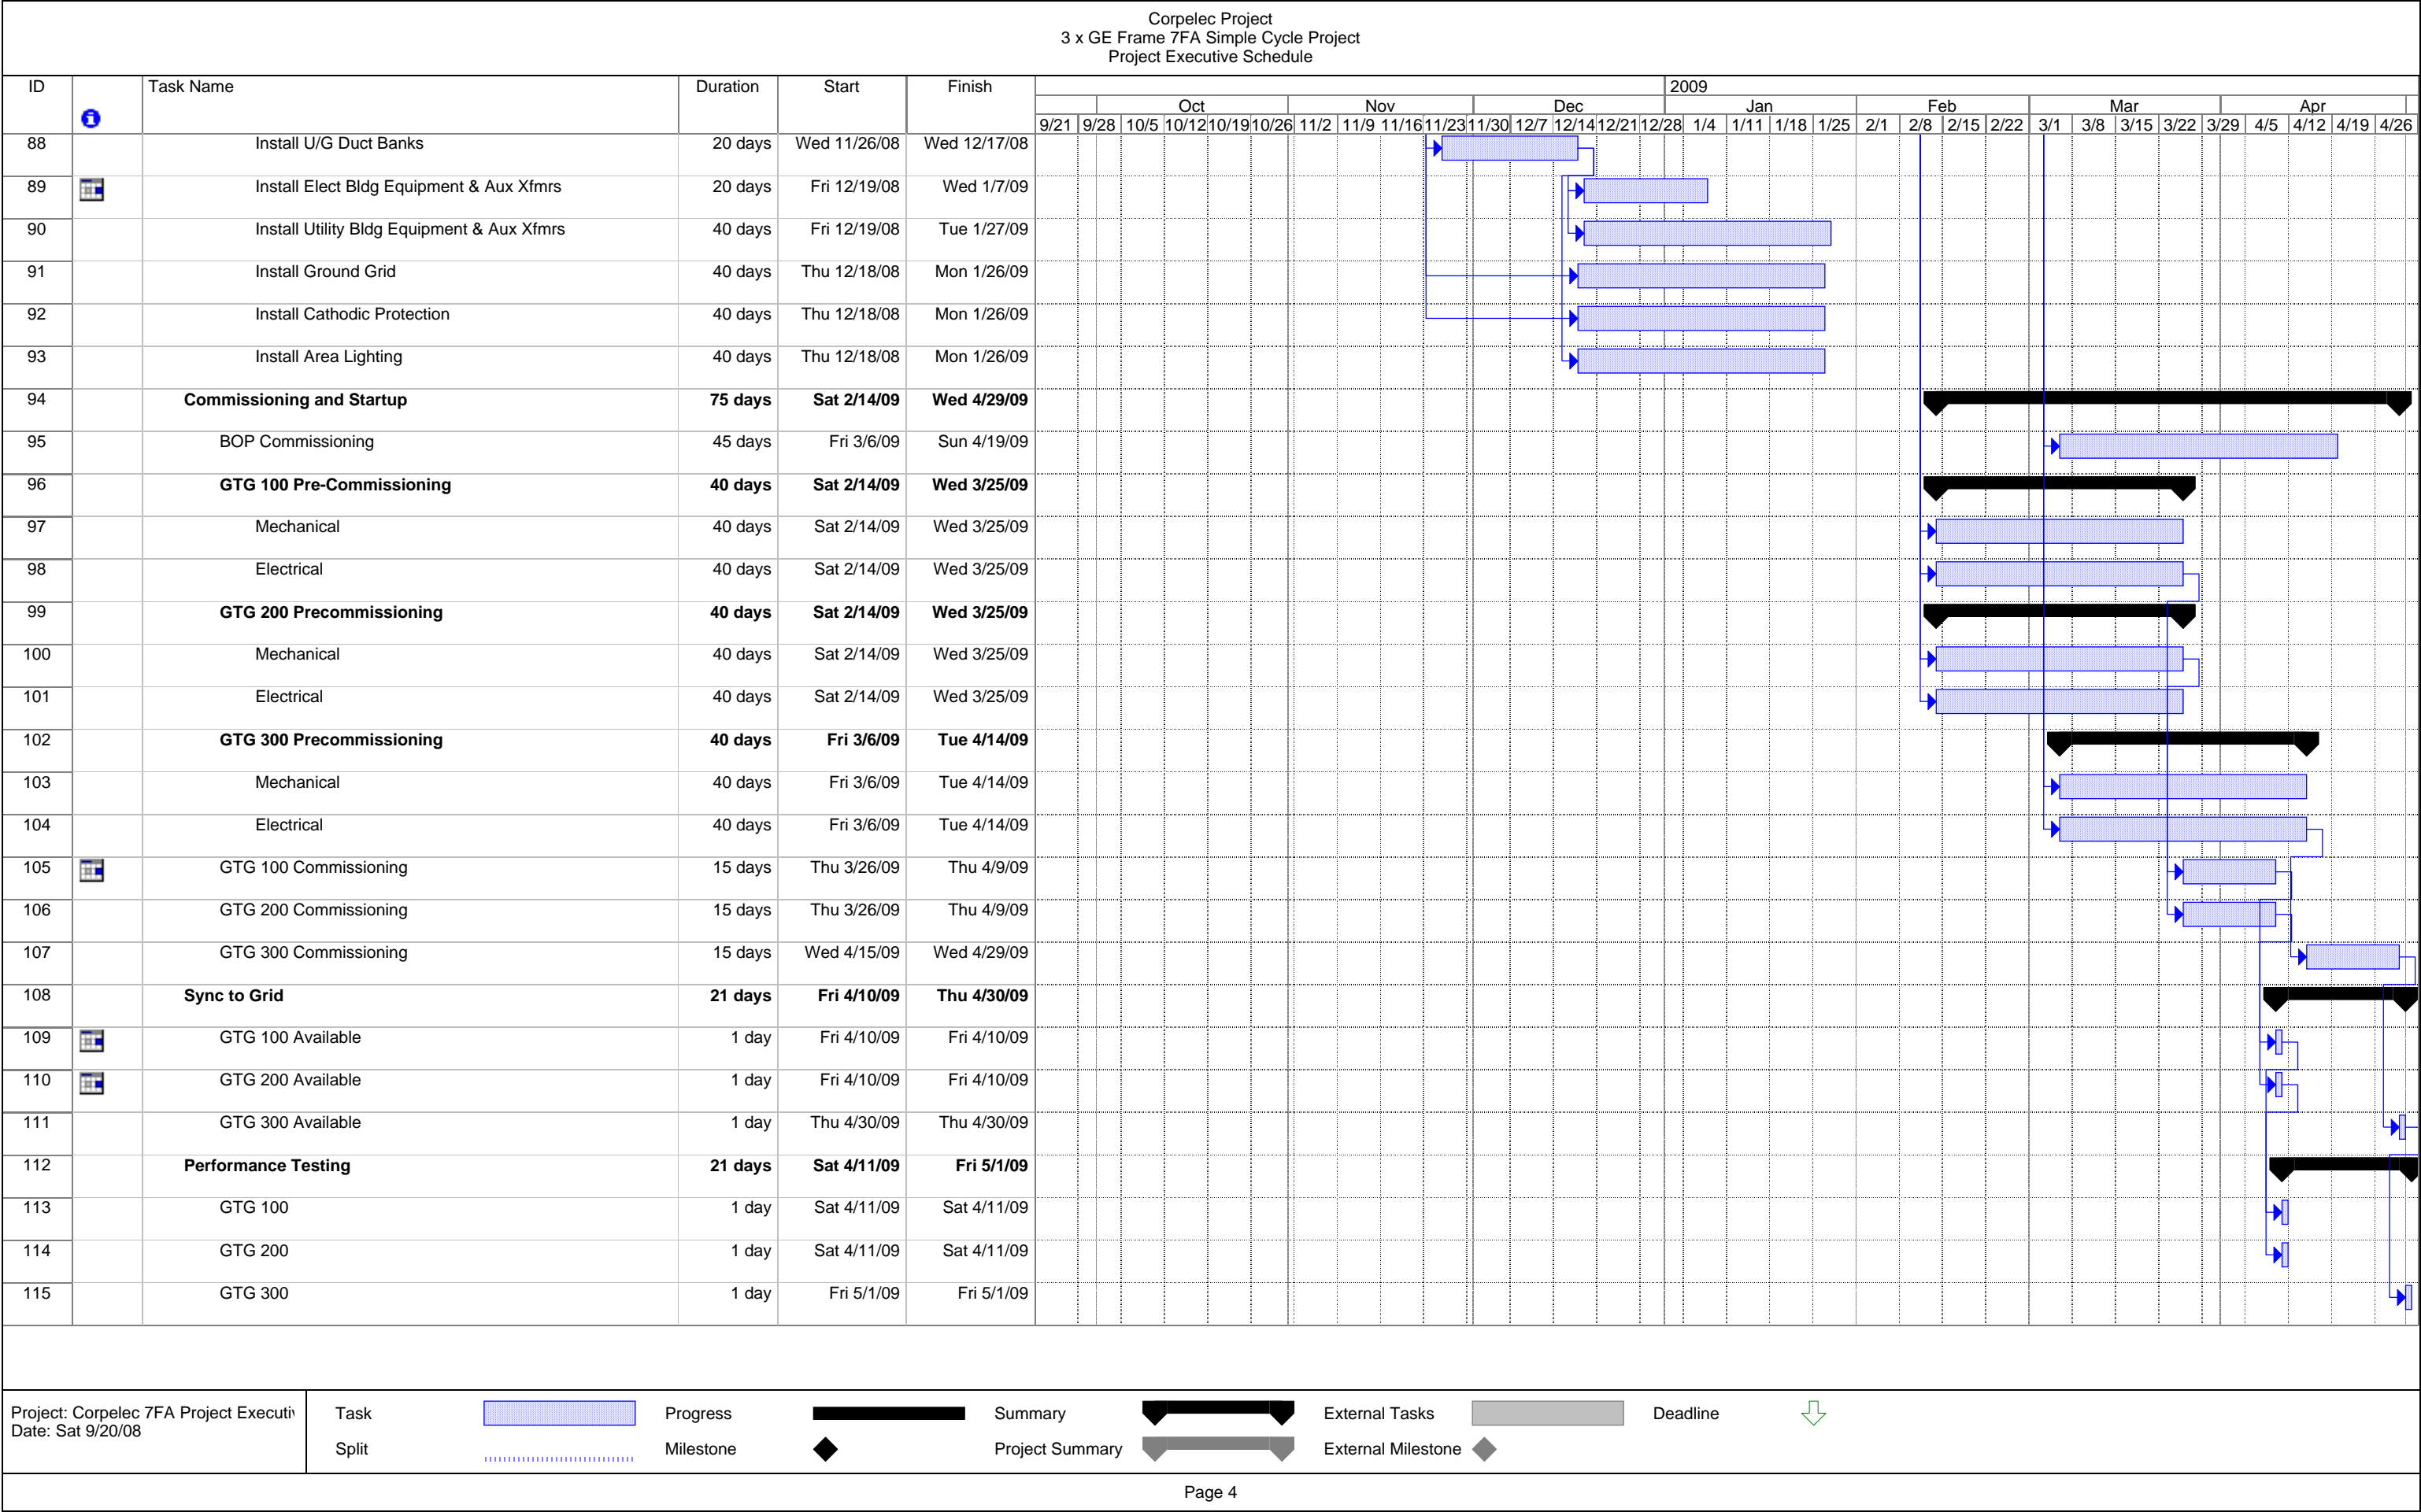 Corpelec Project
3 x GE Frame 7FA Simple Cycle Project
Project Executive Schedule
ID Task Name Duration Start Finish 2009
Oct Nov Dec Jan Feb Mar Apr
9/21 9/28 10/5 10/12 10/19 10/26 11/2 11/9 11/16 11/23 11/30 12/7 12/14 12/21 12/28 1/4 1/11 1/18 1/25 2/1 2/8 2/15 2/22 3/1 3/8 3/15 3/22 3/29 4/5 4/12 4/19 4/26
88 Install U/G Duct Banks 20 days Wed 11/26/08 Wed 12/17/08
89 Install Elect Bldg Equipment & Aux Xfmrs 20 days Fri 12/19/08 Wed 1/7/09
90 Install Utility Bldg Equipment & Aux Xfmrs 40 days Fri 12/19/08 Tue 1/27/09
91 Install Ground Grid 40 days Thu 12/18/08 Mon 1/26/09
92 Install Cathodic Protection 40 days Thu 12/18/08 Mon 1/26/09
93 Install Area Lighting 40 days Thu 12/18/08 Mon 1/26/09
94 Commissioning and Startup 75 days Sat 2/14/09 Wed 4/29/09
95 BOP Commissioning 45 days Fri 3/6/09 Sun 4/19/09
96 GTG 100 Pre-Commissioning 40 days Sat 2/14/09 Wed 3/25/09
97 Mechanical 40 days Sat 2/14/09 Wed 3/25/09
98 Electrical 40 days Sat 2/14/09 Wed 3/25/09
99 GTG 200 Precommissioning 40 days Sat 2/14/09 Wed 3/25/09
100 Mechanical 40 days Sat 2/14/09 Wed 3/25/09
101 Electrical 40 days Sat 2/14/09 Wed 3/25/09
102 GTG 300 Precommissioning 40 days Fri 3/6/09 Tue 4/14/09
103 Mechanical 40 days Fri 3/6/09 Tue 4/14/09
104 Electrical 40 days Fri 3/6/09 Tue 4/14/09
105 GTG 100 Commissioning 15 days Thu 3/26/09 Thu 4/9/09
106 GTG 200 Commissioning 15 days Thu 3/26/09 Thu 4/9/09
107 GTG 300 Commissioning 15 days Wed 4/15/09 Wed 4/29/09
108 Sync to Grid 21 days Fri 4/10/09 Thu 4/30/09
109 GTG 100 Available 1 day Fri 4/10/09 Fri 4/10/09
110 GTG 200 Available 1 day Fri 4/10/09 Fri 4/10/09
111 GTG 300 Available 1 day Thu 4/30/09 Thu 4/30/09
112 Performance Testing 21 days Sat 4/11/09 Fri 5/1/09
113 GTG 100 1 day Sat 4/11/09 Sat 4/11/09
114 GTG 200 1 day Sat 4/11/09 Sat 4/11/09
115 GTG 300 1 day Fri 5/1/09 Fri 5/1/09
Project: Corpelec 7FA Project Executiv
Date: Sat 9/20/08
Task Progress Summary External Tasks Deadline
Split Milestone Project Summary External Milestone
Page 4